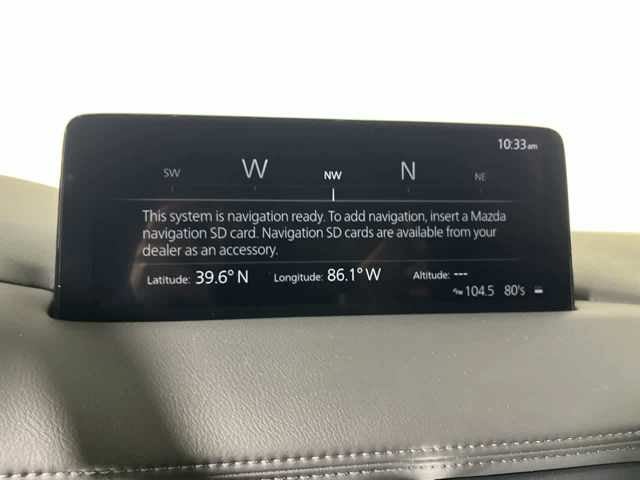 10:33am
SW W NW N NE
This system is navigation ready. To add navigation, insert a Mazda
navigation SD card. Navigation SD cards are available from your
dealer as an accessory.
Latitude: 39.6° N Longitude: 86.1° W Altitude: ---
104.5 80's